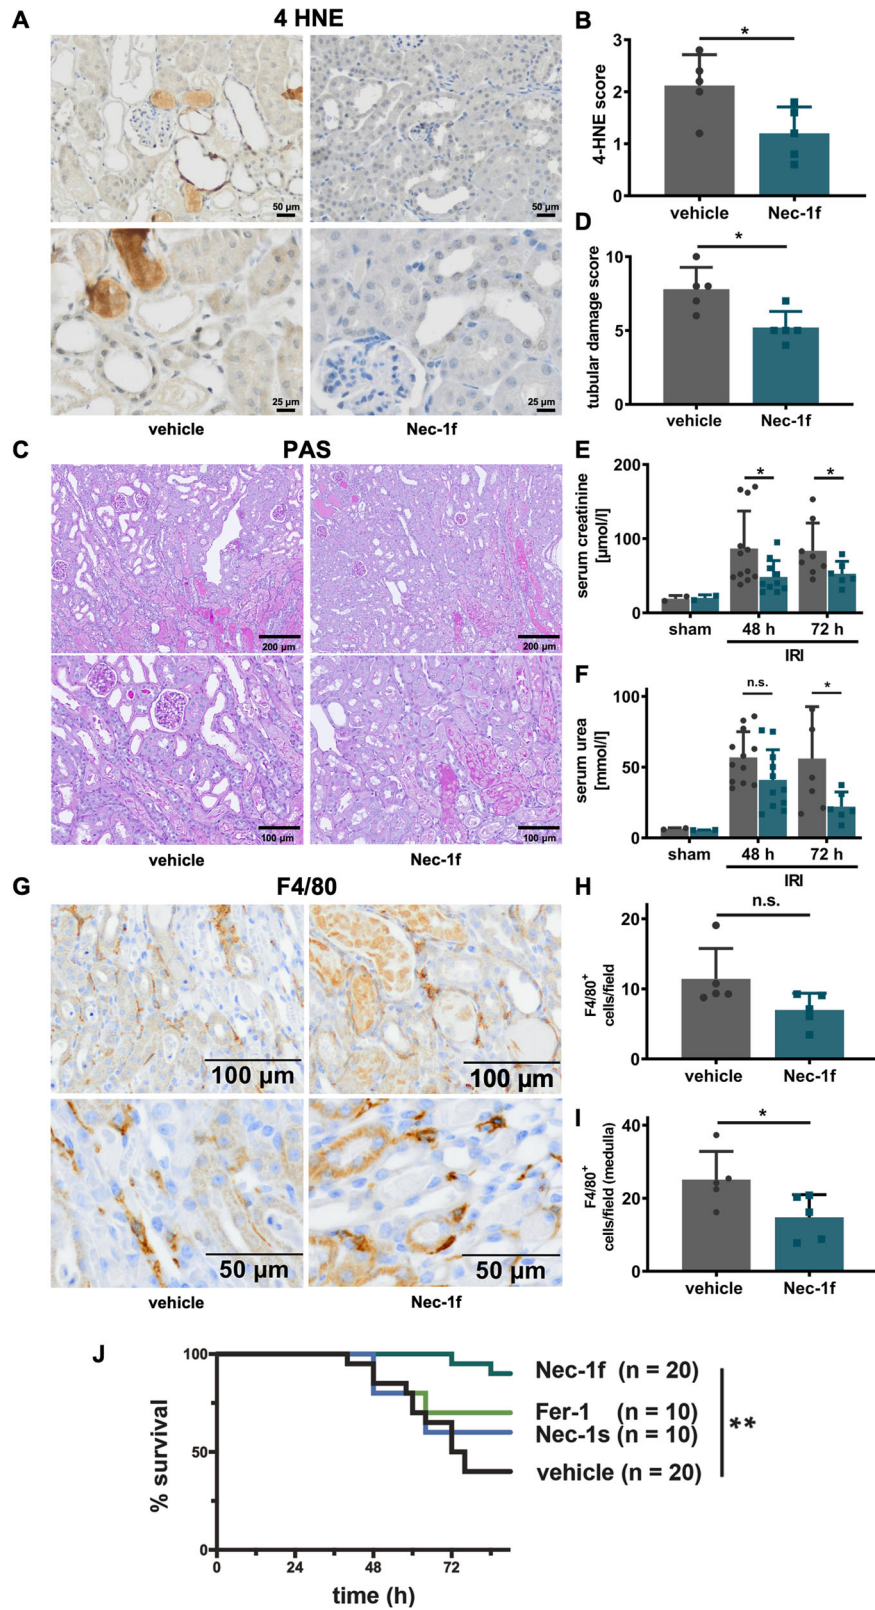 A
4 HNE
50 µm
50 µm
25 µm
25 µm
vehicle
Nec-1f
B
4-HNE score
3
2
1
0
*
vehicle
Nec-1f
D
tubular damage score
10
5
0
*
vehicle
Nec-1f
C
PAS
200 µm
200 µm
100 µm
100 µm
vehicle
Nec-1f
E
serum creatinine
[µmol/l]
200
100
0
*
*
sham
48 h
72 h
IRI
F
serum urea
[mmol/l]
100
50
0
n.s.
*
sham
48 h
72 h
IRI
G
F4/80
100 µm
100 µm
50 µm
50 µm
vehicle
Nec-1f
H
F4/80+
cells/field
20
10
0
n.s.
vehicle
Nec-1f
I
F4/80+
cells/field (medulla)
40
20
0
*
vehicle
Nec-1f
J
% survival
100
50
0
0
24
48
72
time (h)
Nec-1f (n = 20)
Fer-1 (n = 10)
Nec-1s (n = 10)
vehicle (n = 20)
**